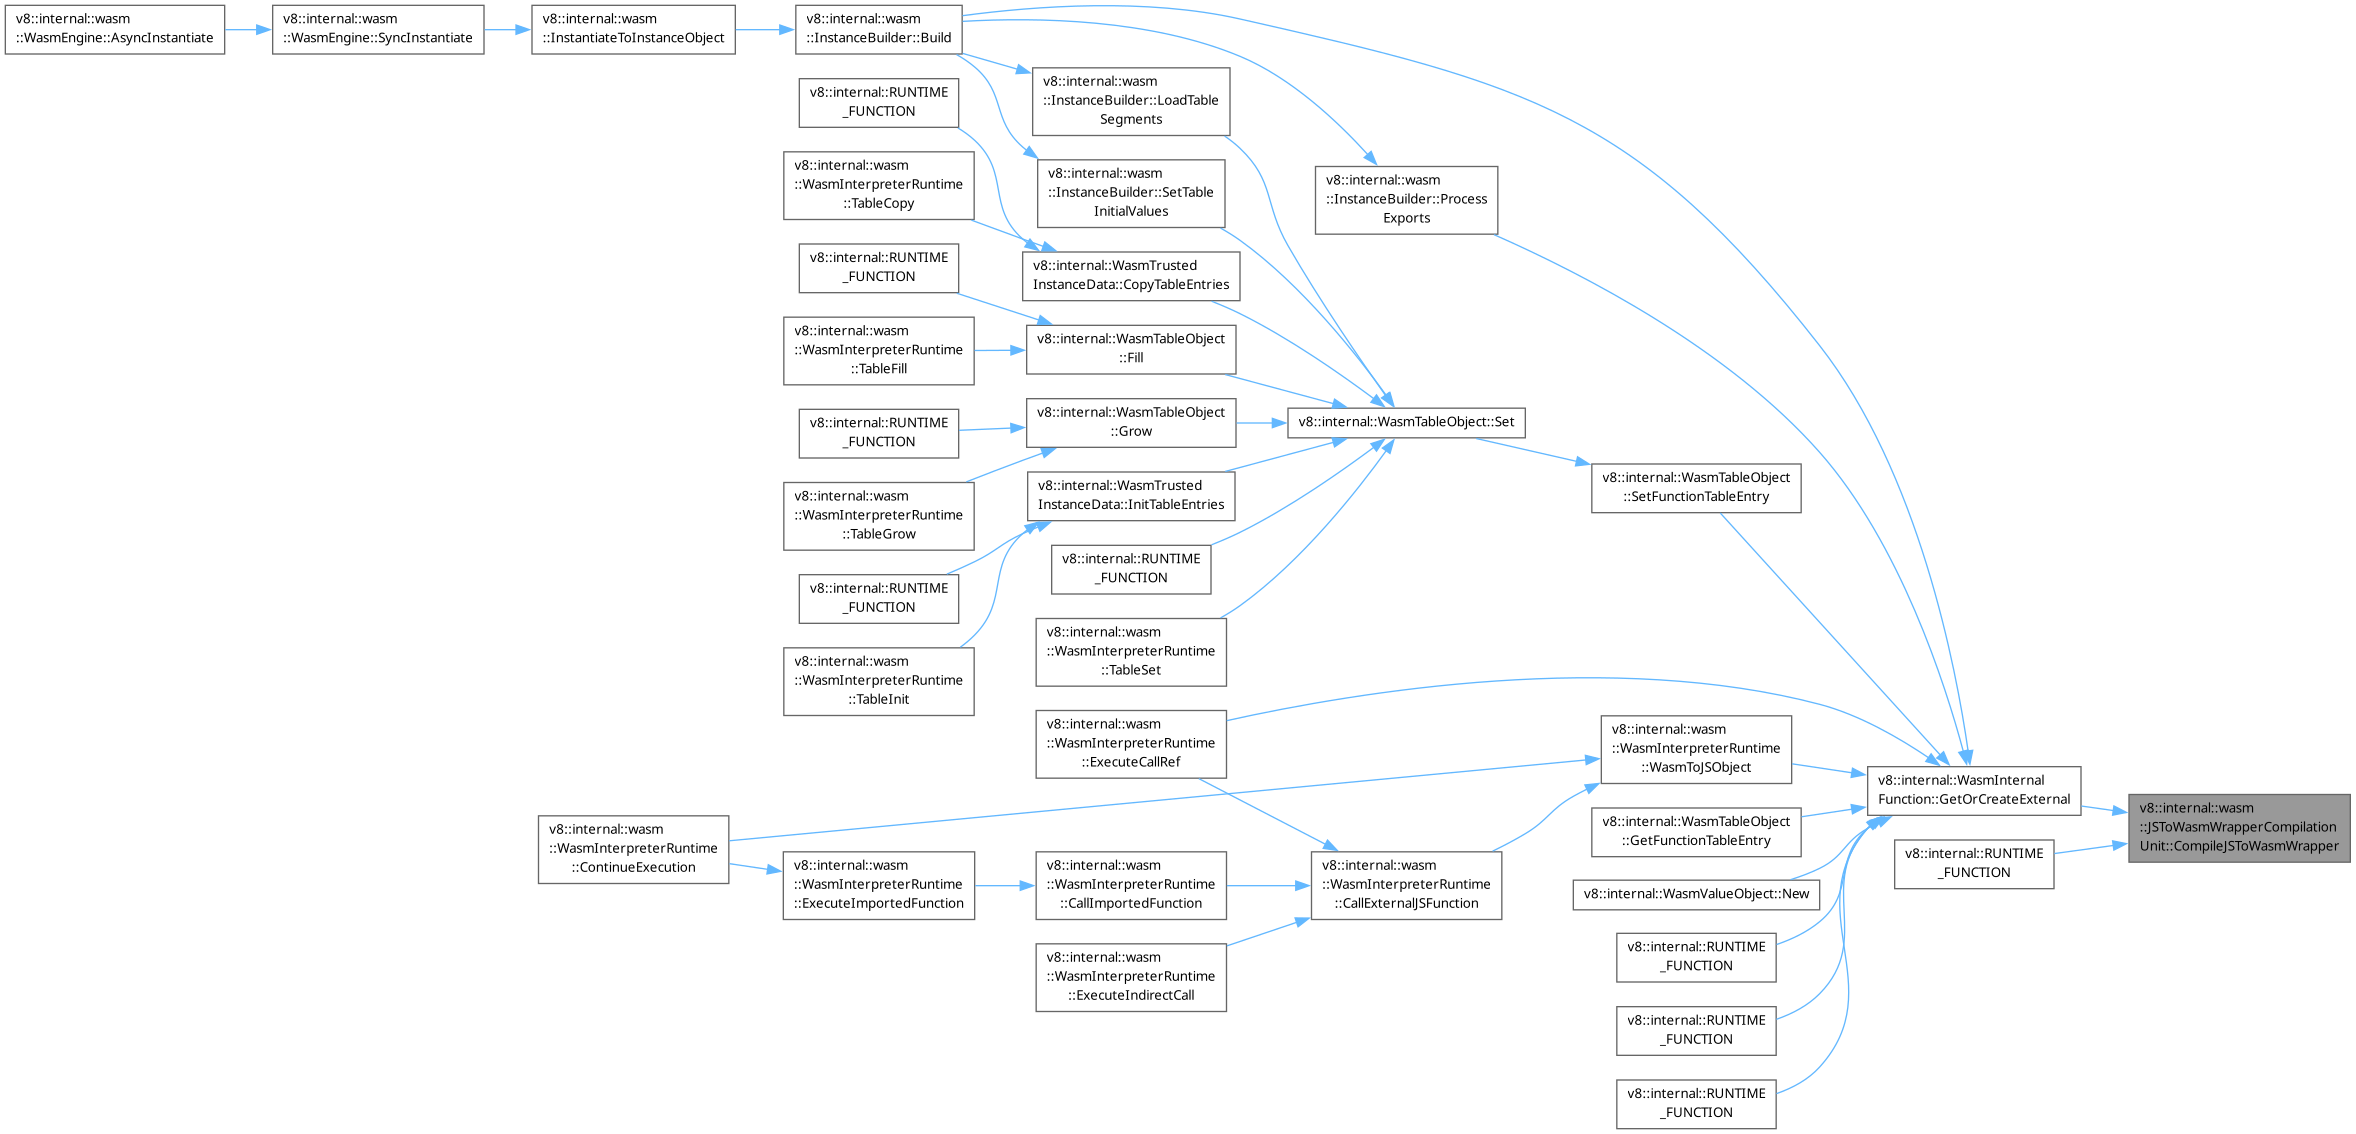 v8::internal::wasm
::WasmEngine::AsyncInstantiate
v8::internal::wasm
::WasmEngine::SyncInstantiate
v8::internal::wasm
::InstantiateToInstanceObject
v8::internal::wasm
::InstanceBuilder::Build
v8::internal::RUNTIME
_FUNCTION
v8::internal::wasm
::WasmInterpreterRuntime
::TableCopy
v8::internal::RUNTIME
_FUNCTION
v8::internal::wasm
::WasmInterpreterRuntime
::TableFill
v8::internal::RUNTIME
_FUNCTION
v8::internal::wasm
::WasmInterpreterRuntime
::TableGrow
v8::internal::RUNTIME
_FUNCTION
v8::internal::wasm
::WasmInterpreterRuntime
::TableInit
v8::internal::wasm
::WasmInterpreterRuntime
::ContinueExecution
v8::internal::wasm
::WasmInterpreterRuntime
::ExecuteImportedFunction
v8::internal::wasm
::InstanceBuilder::LoadTable
Segments
v8::internal::wasm
::InstanceBuilder::SetTable
InitialValues
v8::internal::WasmTrusted
InstanceData::CopyTableEntries
v8::internal::WasmTableObject
::Fill
v8::internal::WasmTableObject
::Grow
v8::internal::WasmTrusted
InstanceData::InitTableEntries
v8::internal::RUNTIME
_FUNCTION
v8::internal::wasm
::WasmInterpreterRuntime
::TableSet
v8::internal::wasm
::WasmInterpreterRuntime
::ExecuteCallRef
v8::internal::wasm
::WasmInterpreterRuntime
::CallImportedFunction
v8::internal::wasm
::WasmInterpreterRuntime
::ExecuteIndirectCall
v8::internal::wasm
::InstanceBuilder::Process
Exports
v8::internal::WasmTableObject::Set
v8::internal::wasm
::WasmInterpreterRuntime
::CallExternalJSFunction
v8::internal::WasmTableObject
::SetFunctionTableEntry
v8::internal::wasm
::WasmInterpreterRuntime
::WasmToJSObject
v8::internal::WasmTableObject
::GetFunctionTableEntry
v8::internal::WasmValueObject::New
v8::internal::RUNTIME
_FUNCTION
v8::internal::RUNTIME
_FUNCTION
v8::internal::RUNTIME
_FUNCTION
v8::internal::WasmInternal
Function::GetOrCreateExternal
v8::internal::RUNTIME
_FUNCTION
v8::internal::wasm
::JSToWasmWrapperCompilation
Unit::CompileJSToWasmWrapper